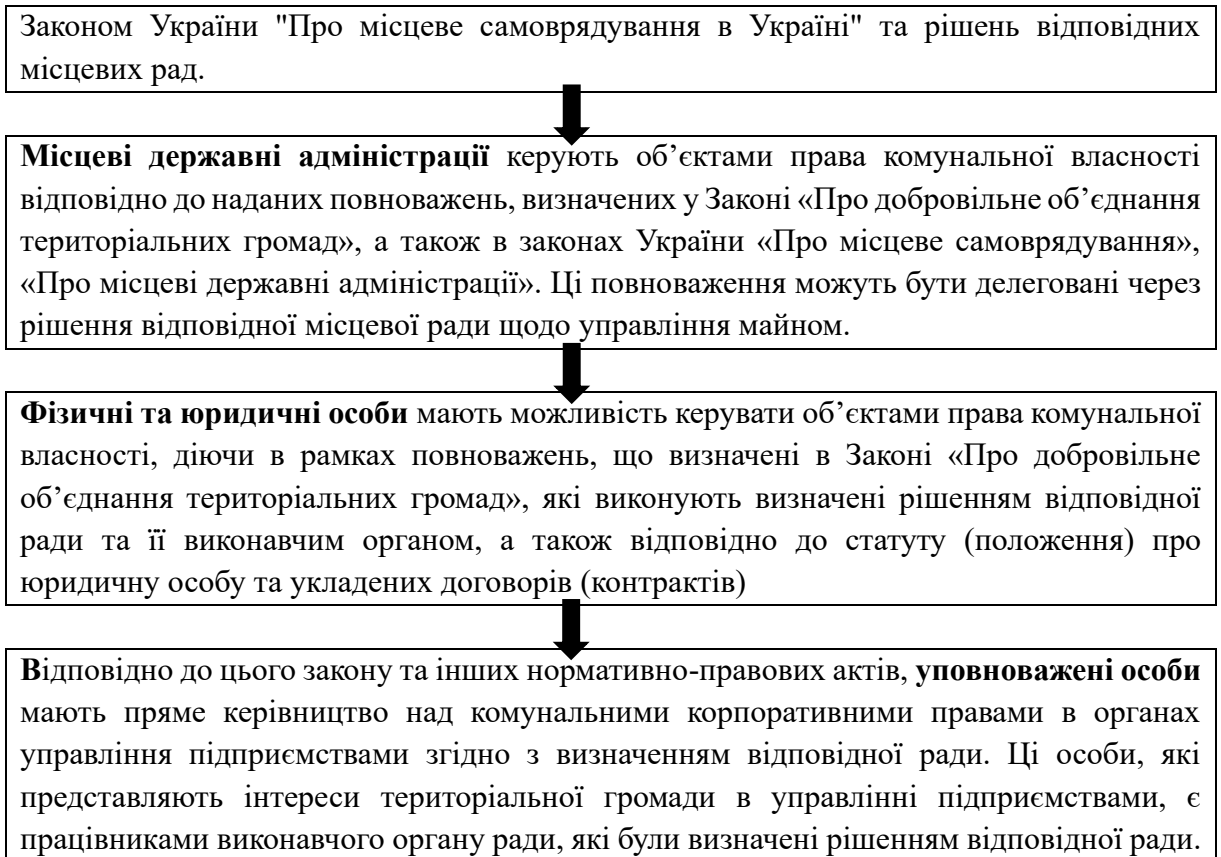 Законом України "Про місцеве самоврядування в Україні" та рішень відповідних
місцевих рад.
Місцеві державні адміністрації керують об’єктами права комунальної власності
відповідно до наданих повноважень, визначених у Законі «Про добровільне об’єднання
територіальних громад», а також в законах України «Про місцеве самоврядування»,
«Про місцеві державні адміністрації». Ці повноваження можуть бути делеговані через
рішення відповідної місцевої ради щодо управління майном.
Фізичні та юридичні особи мають можливість керувати об’єктами права комунальної
власності, діючи в рамках повноважень, що визначені в Законі «Про добровільне
об’єднання територіальних громад», які виконують визначені рішенням відповідної
ради та її виконавчим органом, а також відповідно до статуту (положення) про
юридичну особу та укладених договорів (контрактів)
Відповідно до цього закону та інших нормативно-правових актів, уповноважені особи
мають пряме керівництво над комунальними корпоративними правами в органах
управління підприємствами згідно з визначенням відповідної ради. Ці особи, які
представляють інтереси територіальної громади в управлінні підприємствами, є
працівниками виконавчого органу ради, які були визначені рішенням відповідної ради.